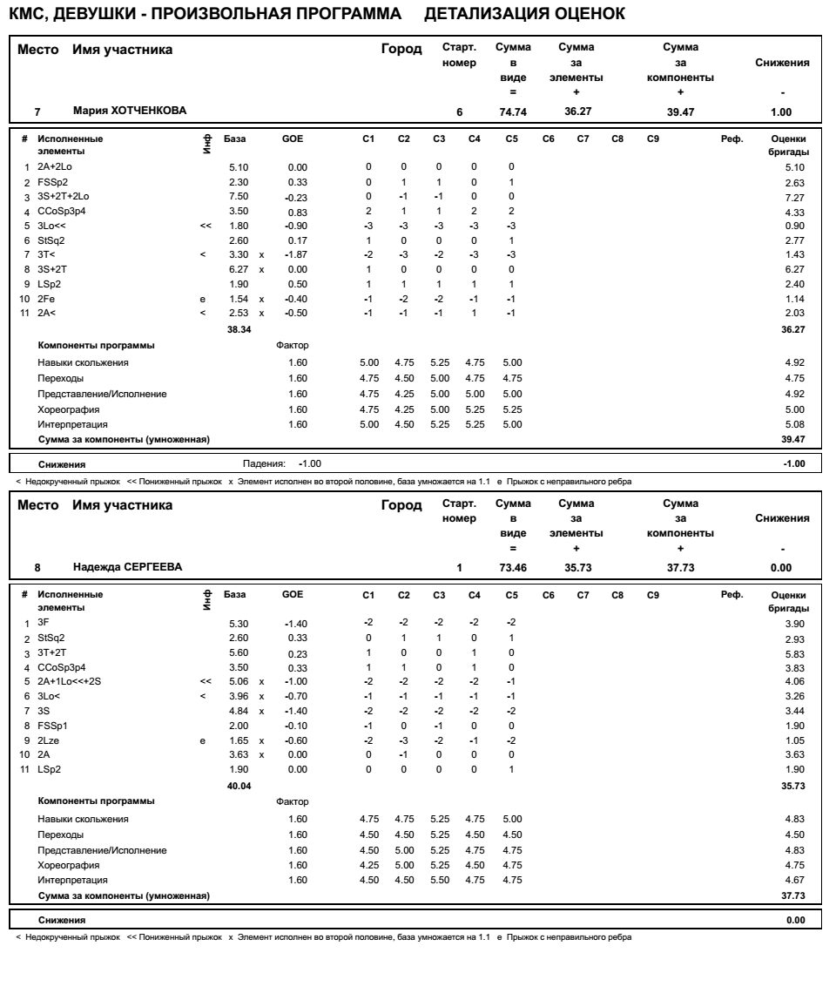 КМС, ДЕВУШКИ - ПРОИЗВОЛЬНАЯ ПРОГРАММА ДЕТАЛИЗАЦИЯ ОЦЕНОК
Место Имя участника Город Старт. Сумма Сумма Сумма
номер в за за Снижения
виде элементы компоненты
= + + -
7 Мария ХОТЧЕНКОВА 6 74.74 36.27 39.47 1.00
# Исполненные Инф База GOE C1 C2 C3 C4 C5 C6 C7 C8 C9 Реф. Оценки
элементы бригады
1 2A+2Lo 5.10 0.00 0 0 0 0 0 5.10
2 FSSp2 2.30 0.33 0 1 1 0 1 2.63
3 3S+2T+2Lo 7.50 -0.23 0 -1 -1 0 0 7.27
4 CCoSp3p4 3.50 0.83 2 1 1 2 2 4.33
5 3Lo<< << 1.80 -0.90 -3 -3 -3 -3 -3 0.90
6 StSq2 2.60 0.17 1 0 0 0 1 2.77
7 3T< < 3.30 x -1.87 -2 -3 -2 -3 -3 1.43
8 3S+2T 6.27 x 0.00 1 0 0 0 0 6.27
9 LSp2 1.90 0.50 1 1 1 1 1 2.40
10 2Fe e 1.54 x -0.40 -1 -2 -2 -1 -1 1.14
11 2A< < 2.53 x -0.50 -1 -1 -1 1 -1 2.03
38.34 36.27
Компоненты программы Фактор
Навыки скольжения 1.60 5.00 4.75 5.25 4.75 5.00 4.92
Переходы 1.60 4.75 4.50 5.00 4.75 4.75 4.75
Представление/Исполнение 1.60 4.75 4.25 5.00 5.00 5.00 4.92
Хореография 1.60 4.75 4.25 5.00 5.25 5.25 5.00
Интерпретация 1.60 5.00 4.50 5.25 5.25 5.00 5.08
Сумма за компоненты (умноженная) 39.47
Снижения Падения: -1.00 -1.00
< Недокрученный прыжок << Пониженный прыжок x Элемент исполнен во второй половине, база умножается на 1.1 e Прыжок с неправильного ребра
Место Имя участника Город Старт. Сумма Сумма Сумма
номер в за за Снижения
виде элементы компоненты
= + + -
8 Надежда СЕРГЕЕВА 1 73.46 35.73 37.73 0.00
# Исполненные Инф База GOE C1 C2 C3 C4 C5 C6 C7 C8 C9 Реф. Оценки
элементы бригады
1 3F 5.30 -1.40 -2 -2 -2 -2 -2 3.90
2 StSq2 2.60 0.33 0 1 1 0 1 2.93
3 3T+2T 5.60 0.23 1 0 0 1 0 5.83
4 CCoSp3p4 3.50 0.33 1 1 0 1 0 3.83
5 2A+1Lo<<+2S << 5.06 x -1.00 -2 -2 -2 -2 -1 4.06
6 3Lo< < 3.96 x -0.70 -1 -1 -1 -1 -1 3.26
7 3S 4.84 x -1.40 -2 -2 -2 -2 -2 3.44
8 FSSp1 2.00 -0.10 -1 0 -1 0 0 1.90
9 2Lze e 1.65 x -0.60 -2 -3 -2 -1 -2 1.05
10 2A 3.63 x 0.00 0 -1 0 0 0 3.63
11 LSp2 1.90 0.00 0 0 0 0 1 1.90
40.04 35.73
Компоненты программы Фактор
Навыки скольжения 1.60 4.75 4.75 5.25 4.75 5.00 4.83
Переходы 1.60 4.50 4.50 5.25 4.50 4.50 4.50
Представление/Исполнение 1.60 4.50 5.00 5.25 4.75 4.75 4.83
Хореография 1.60 4.25 5.00 5.25 4.50 4.75 4.75
Интерпретация 1.60 4.50 4.50 5.50 4.75 4.75 4.67
Сумма за компоненты (умноженная) 37.73
Снижения 0.00
< Недокрученный прыжок << Пониженный прыжок x Элемент исполнен во второй половине, база умножается на 1.1 e Прыжок с неправильного ребра